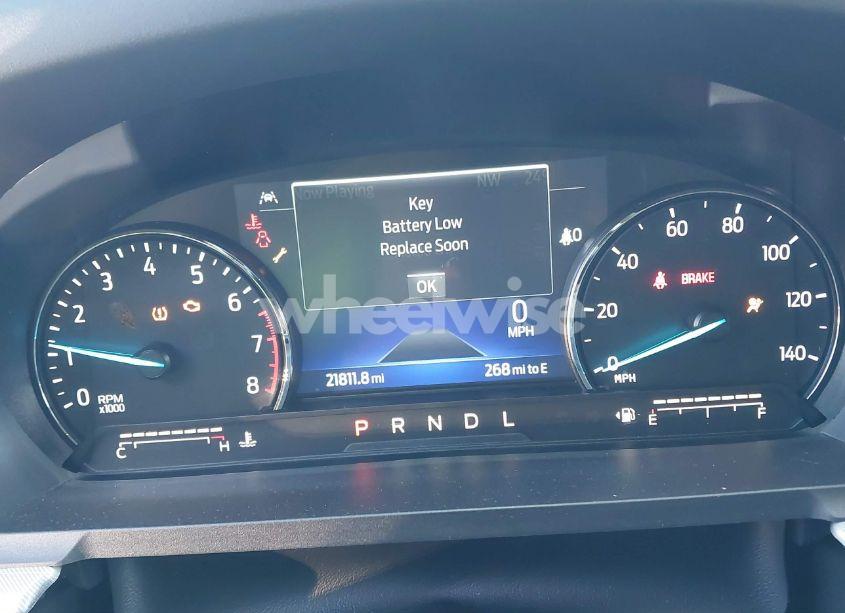 Now Playing NW 24°
Key
Battery Low
Replace Soon
OK
wheelwise
0 1 2 3 4 5 6 7 8
RPM
x1000
0
MPH
21811.8 mi 268 mi to E
0 20 40 60 80 100 120 140
MPH
BRAKE
0
C H
P R N D L
E F